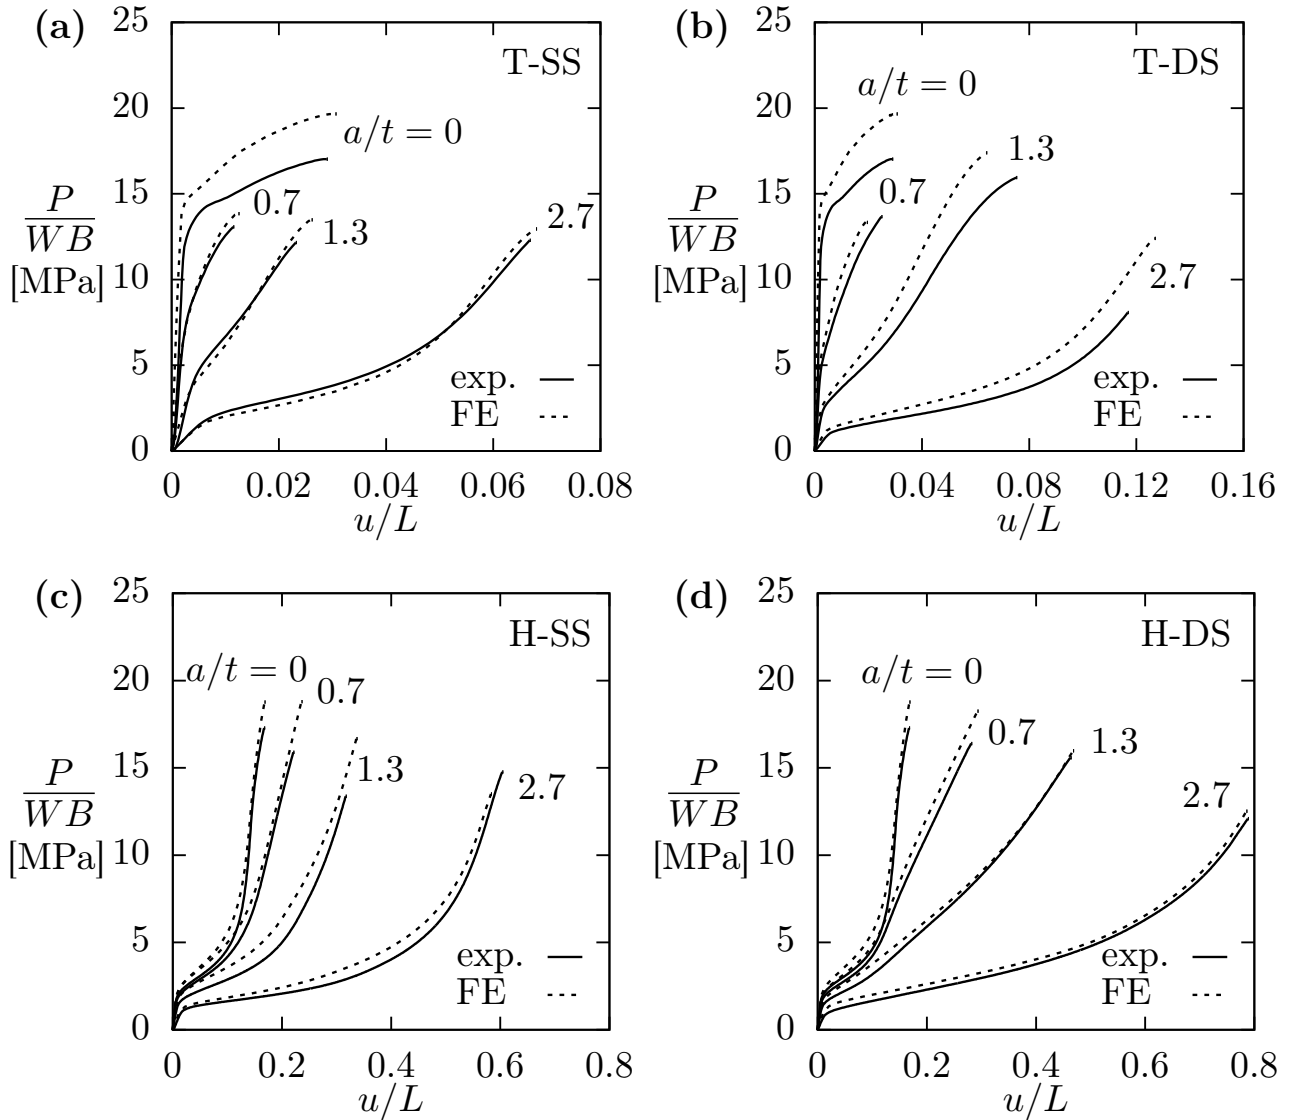 (a)
T-SS
25
20
15
10
5
0
P
WB
[MPa]
a/t = 0
0.7
1.3
2.7
exp.
FE
0 0.02 0.04 0.06 0.08
u/L
(b)
T-DS
25
20
15
10
5
0
P
WB
[MPa]
a/t = 0
1.3
0.7
2.7
exp.
FE
0 0.04 0.08 0.12 0.16
u/L
(c)
H-SS
25
20
15
10
5
0
P
WB
[MPa]
a/t = 0
0.7
1.3
2.7
exp.
FE
0 0.2 0.4 0.6 0.8
u/L
(d)
H-DS
25
20
15
10
5
0
P
WB
[MPa]
a/t = 0
0.7
1.3
2.7
exp.
FE
0 0.2 0.4 0.6 0.8
u/L